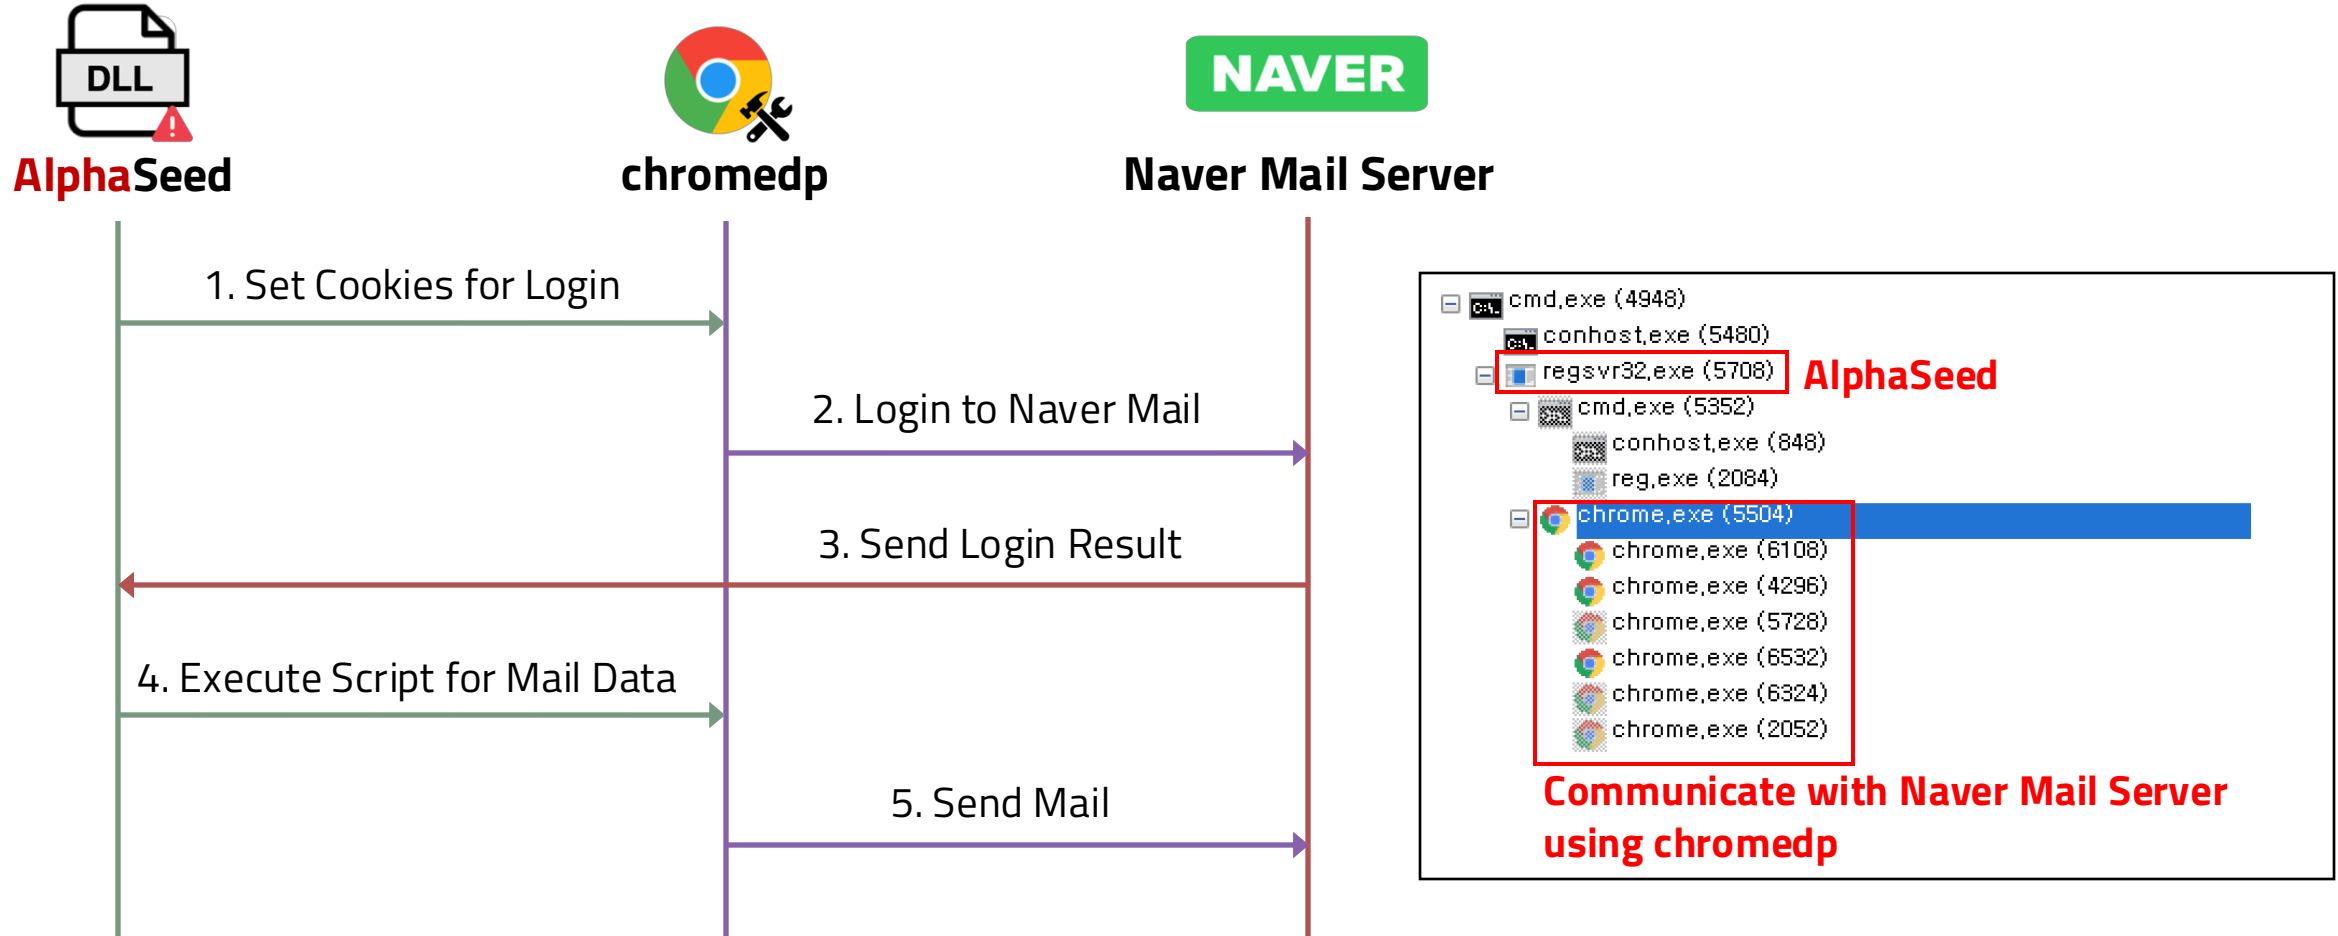 DLL
NAVER
AlphaSeed
chromedp
Naver Mail Server
1. Set Cookies for Login
2. Login to Naver Mail
3. Send Login Result
4. Execute Script for Mail Data
5. Send Mail
cmd.exe (4948)
conhost.exe (5480)
regsvr32.exe (5708)
AlphaSeed
cmd.exe (5352)
conhost.exe (848)
reg.exe (2084)
chrome.exe (5504)
chrome.exe (6108)
chrome.exe (4296)
chrome.exe (5728)
chrome.exe (6532)
chrome.exe (6324)
chrome.exe (2052)
Communicate with Naver Mail Server
using chromedp